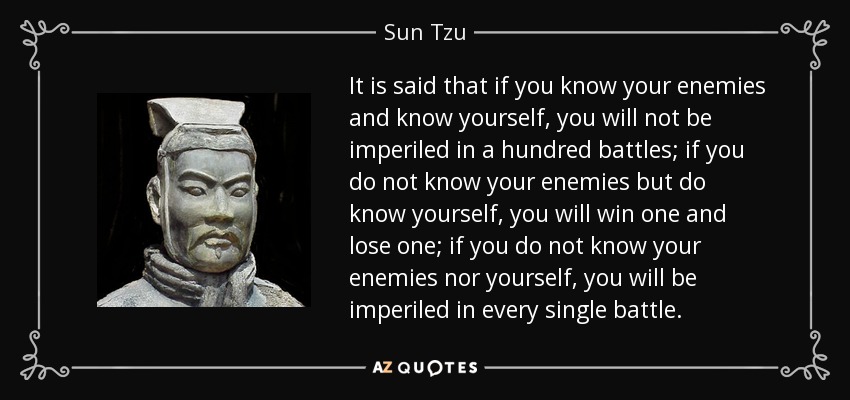 Sun Tzu
It is said that if you know your enemies
and know yourself, you will not be
imperiled in a hundred battles; if you
do not know your enemies but do
know yourself, you will win one and
lose one; if you do not know your
enemies nor yourself, you will be
imperiled in every single battle.
AZ QUOTES